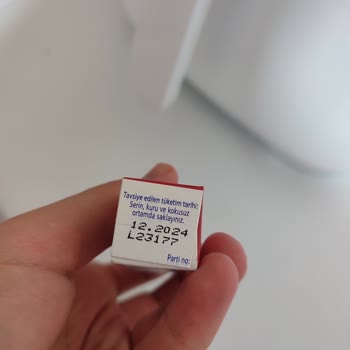 Tavsiye edilen tüketim tarihi:
Serin, kuru ve kokusuz
ortamda saklayınız.
12.2024
L23177
Parti no: